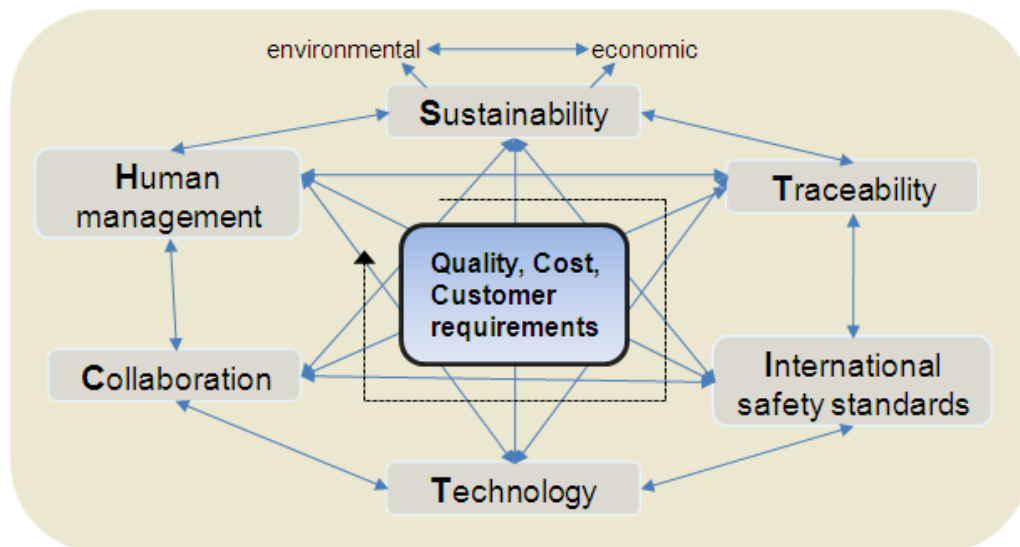 environmental
economic
Sustainability
Human
management
Traceability
Quality, Cost,
Customer
requirements
Collaboration
International
safety standards
Technology